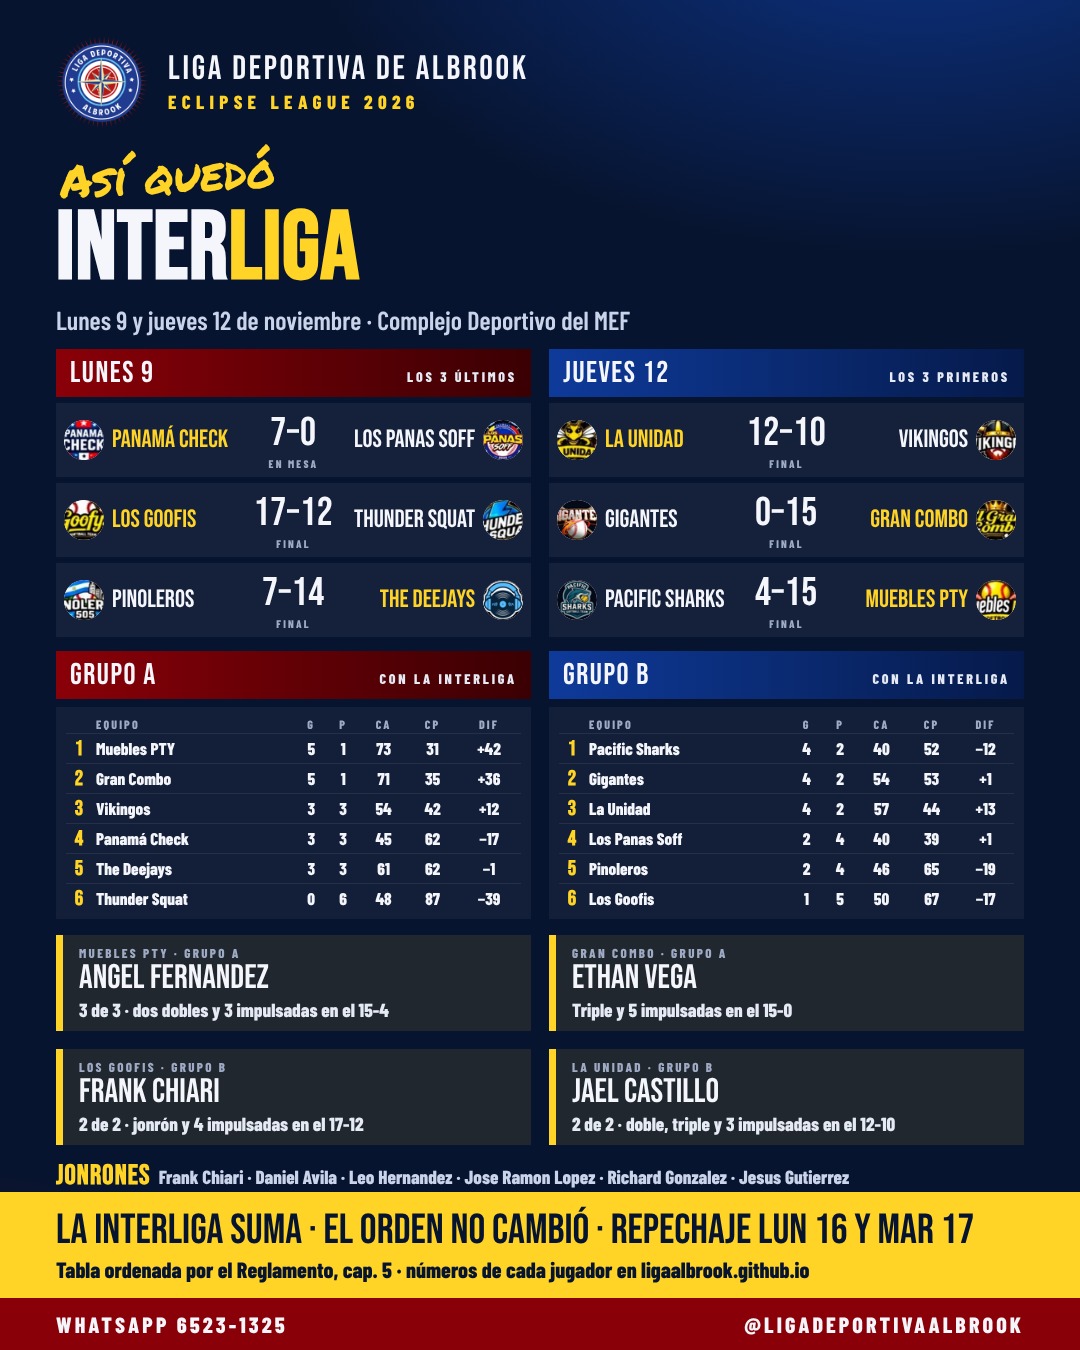 LIGA DEPORTIVA
ALBROOK
LIGA DEPORTIVA DE ALBROOK
ECLIPSE LEAGUE 2026
ASÍ QUEDÓ
INTERLIGA
Lunes 9 y jueves 12 de noviembre · Complejo Deportivo del MEF
LUNES 9 LOS 3 ÚLTIMOS
PANAMÁ CHECK 7–0 LOS PANAS SOFF
EN MESA
LOS GOOFIS 17–12 THUNDER SQUAT
FINAL
PINOLEROS 7–14 THE DEEJAYS
FINAL
JUEVES 12 LOS 3 PRIMEROS
LA UNIDAD 12–10 VIKINGOS
FINAL
GIGANTES 0–15 GRAN COMBO
FINAL
PACIFIC SHARKS 4–15 MUEBLES PTY
FINAL
GRUPO A CON LA INTERLIGA
EQUIPO G P CA CP DIF
1 Muebles PTY 5 1 73 31 +42
2 Gran Combo 5 1 71 35 +36
3 Vikingos 3 3 54 42 +12
4 Panamá Check 3 3 45 62 −17
5 The Deejays 3 3 61 62 −1
6 Thunder Squat 0 6 48 87 −39
GRUPO B CON LA INTERLIGA
EQUIPO G P CA CP DIF
1 Pacific Sharks 4 2 40 52 −12
2 Gigantes 4 2 54 53 +1
3 La Unidad 4 2 57 44 +13
4 Los Panas Soff 2 4 40 39 +1
5 Pinoleros 2 4 46 65 −19
6 Los Goofis 1 5 50 67 −17
MUEBLES PTY · GRUPO A
ANGEL FERNANDEZ
3 de 3 · dos dobles y 3 impulsadas en el 15-4
GRAN COMBO · GRUPO A
ETHAN VEGA
Triple y 5 impulsadas en el 15-0
LOS GOOFIS · GRUPO B
FRANK CHIARI
2 de 2 · jonrón y 4 impulsadas en el 17-12
LA UNIDAD · GRUPO B
JAEL CASTILLO
2 de 2 · doble, triple y 3 impulsadas en el 12-10
JONRONES Frank Chiari · Daniel Avila · Leo Hernandez · Jose Ramon Lopez · Richard Gonzalez · Jesus Gutierrez
LA INTERLIGA SUMA · EL ORDEN NO CAMBIÓ · REPECHAJE LUN 16 Y MAR 17
Tabla ordenada por el Reglamento, cap. 5 · números de cada jugador en ligaalbrook.github.io
WHATSAPP 6523-1325 @LIGADEPORTIVAALBROOK